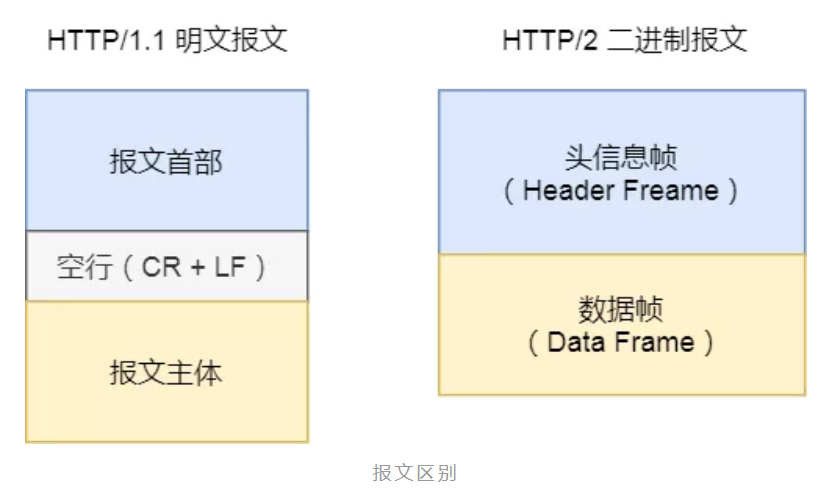 HTTP/1.1 明文报文
HTTP/2 二进制报文
报文首部
空行（CR + LF）
报文主体
头信息帧
（Header Freame）
数据帧
（Data Frame）
报文区别